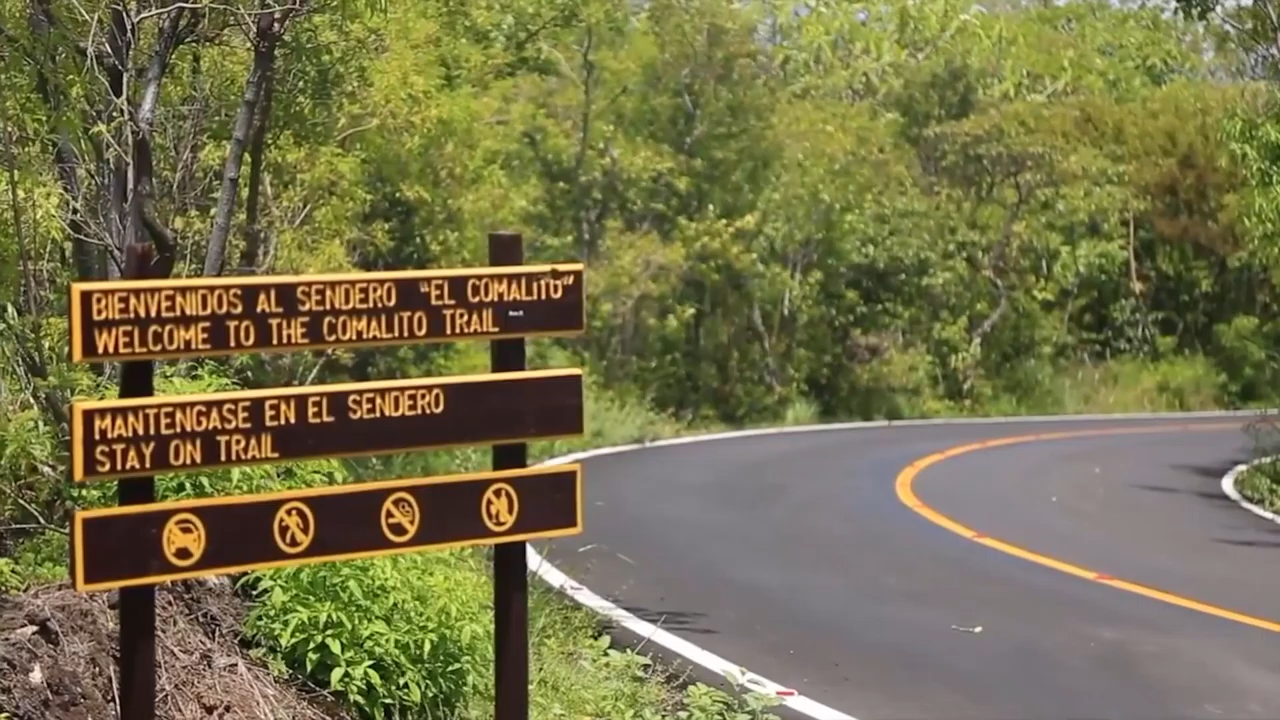 BIENVENIDOS AL SENDERO “EL COMALITO”
WELCOME TO THE COMALITO TRAIL
MANTENGASE EN EL SENDERO
STAY ON TRAIL